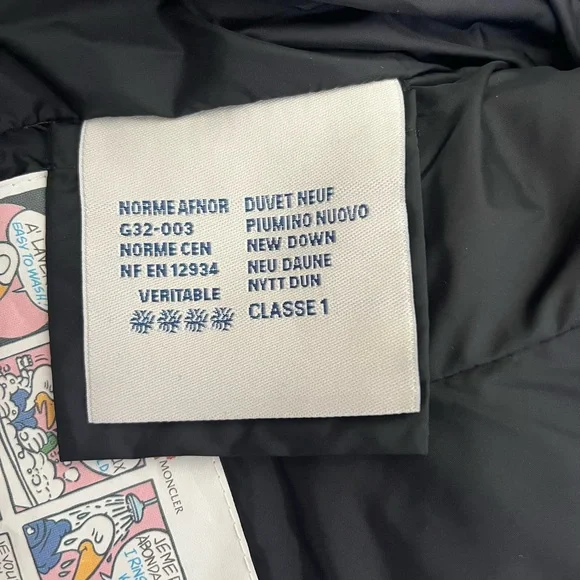 NORME AFNOR
G32-003
NORME CEN
NF EN 12934
VERITABLE
DUVET NEUF
PIUMINO NUOVO
NEW DOWN
NEU DAUNE
NYTT DUN
CLASSE 1
EASY TO WASH
MONCLER